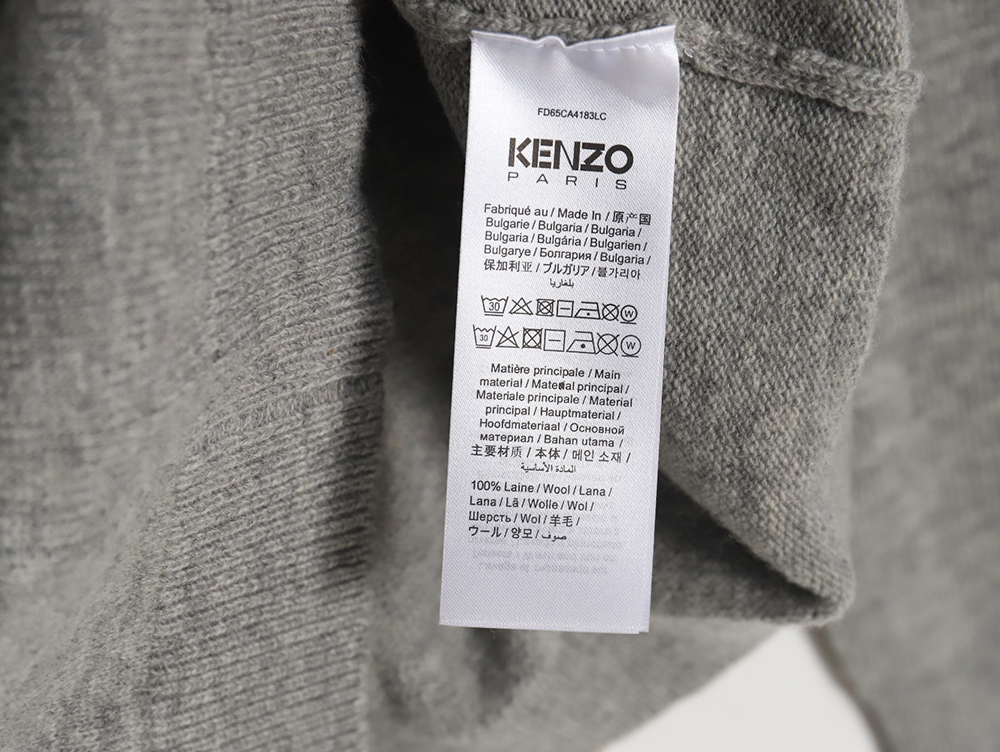 FD65CA4183LC
KENZO
PARIS
Fabriqué au / Made In / 原产国
Bulgarie / Bulgaria / Bulgaria /
Bulgaria / Bulgária / Bulgarien /
Bulgarye / Болгария / Bulgaria /
保加利亚 / ブルガリア / 불가리아
بلغاريا
30 W
30 W
Matière principale / Main
material / Material principal /
Materiale principale / Material
principal / Hauptmaterial /
Hoofdmateriaal / Основной
материал / Bahan utama /
主要材质 / 本体 / 메인 소재 /
المادة الأساسية
100% Laine / Wool / Lana /
Lana / Lã / Wolle / Wol /
Шерсть / Wol / 羊毛 /
ウール / 양모 / صوف